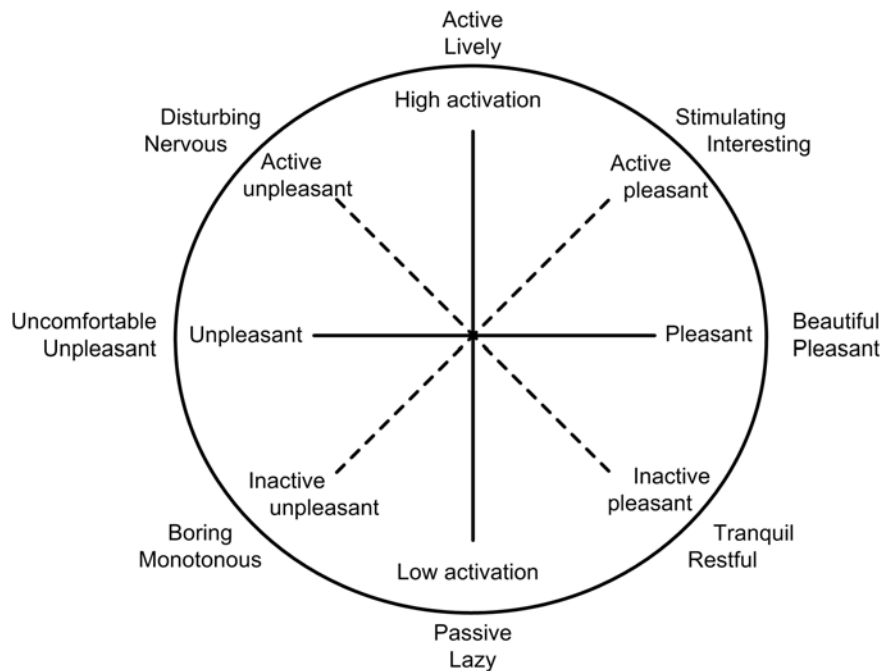 Active
Lively
High activation
Disturbing
Nervous
Stimulating
Interesting
Active
unpleasant
Active
pleasant
Uncomfortable
Unpleasant
Unpleasant
Pleasant
Beautiful
Pleasant
Inactive
unpleasant
Inactive
pleasant
Boring
Monotonous
Tranquil
Restful
Low activation
Passive
Lazy